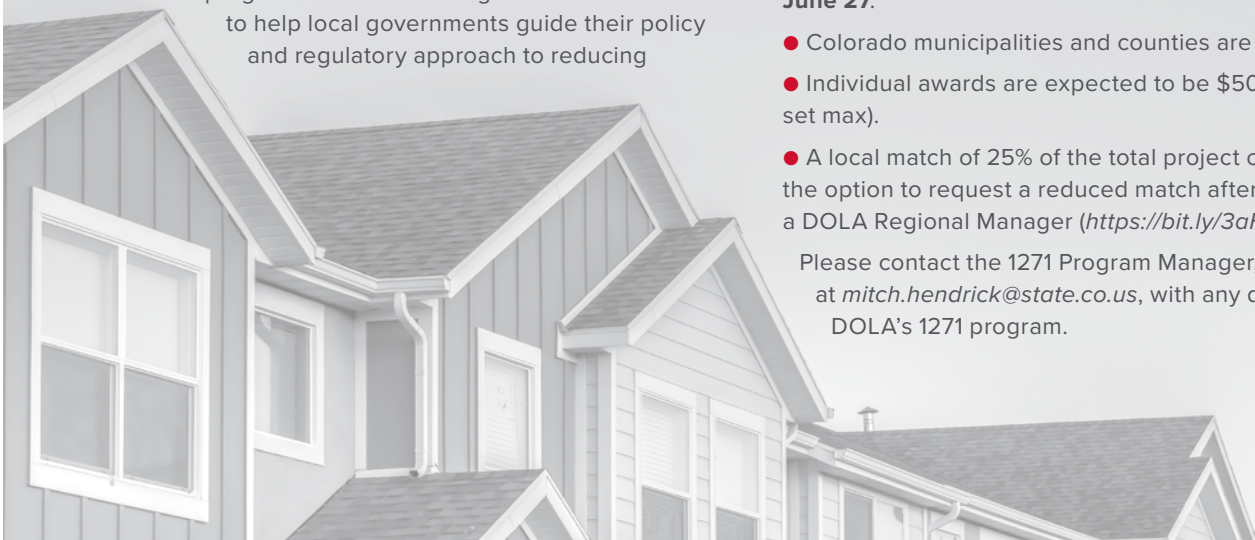 to help local governments guide their policy
and regulatory approach to reducing
June 27.
● Colorado municipalities and counties are
● Individual awards are expected to be $50
set max).
● A local match of 25% of the total project
the option to request a reduced match after
a DOLA Regional Manager (https://bit.ly/3a
Please contact the 1271 Program Manager
at mitch.hendrick@state.co.us, with any
DOLA's 1271 program.